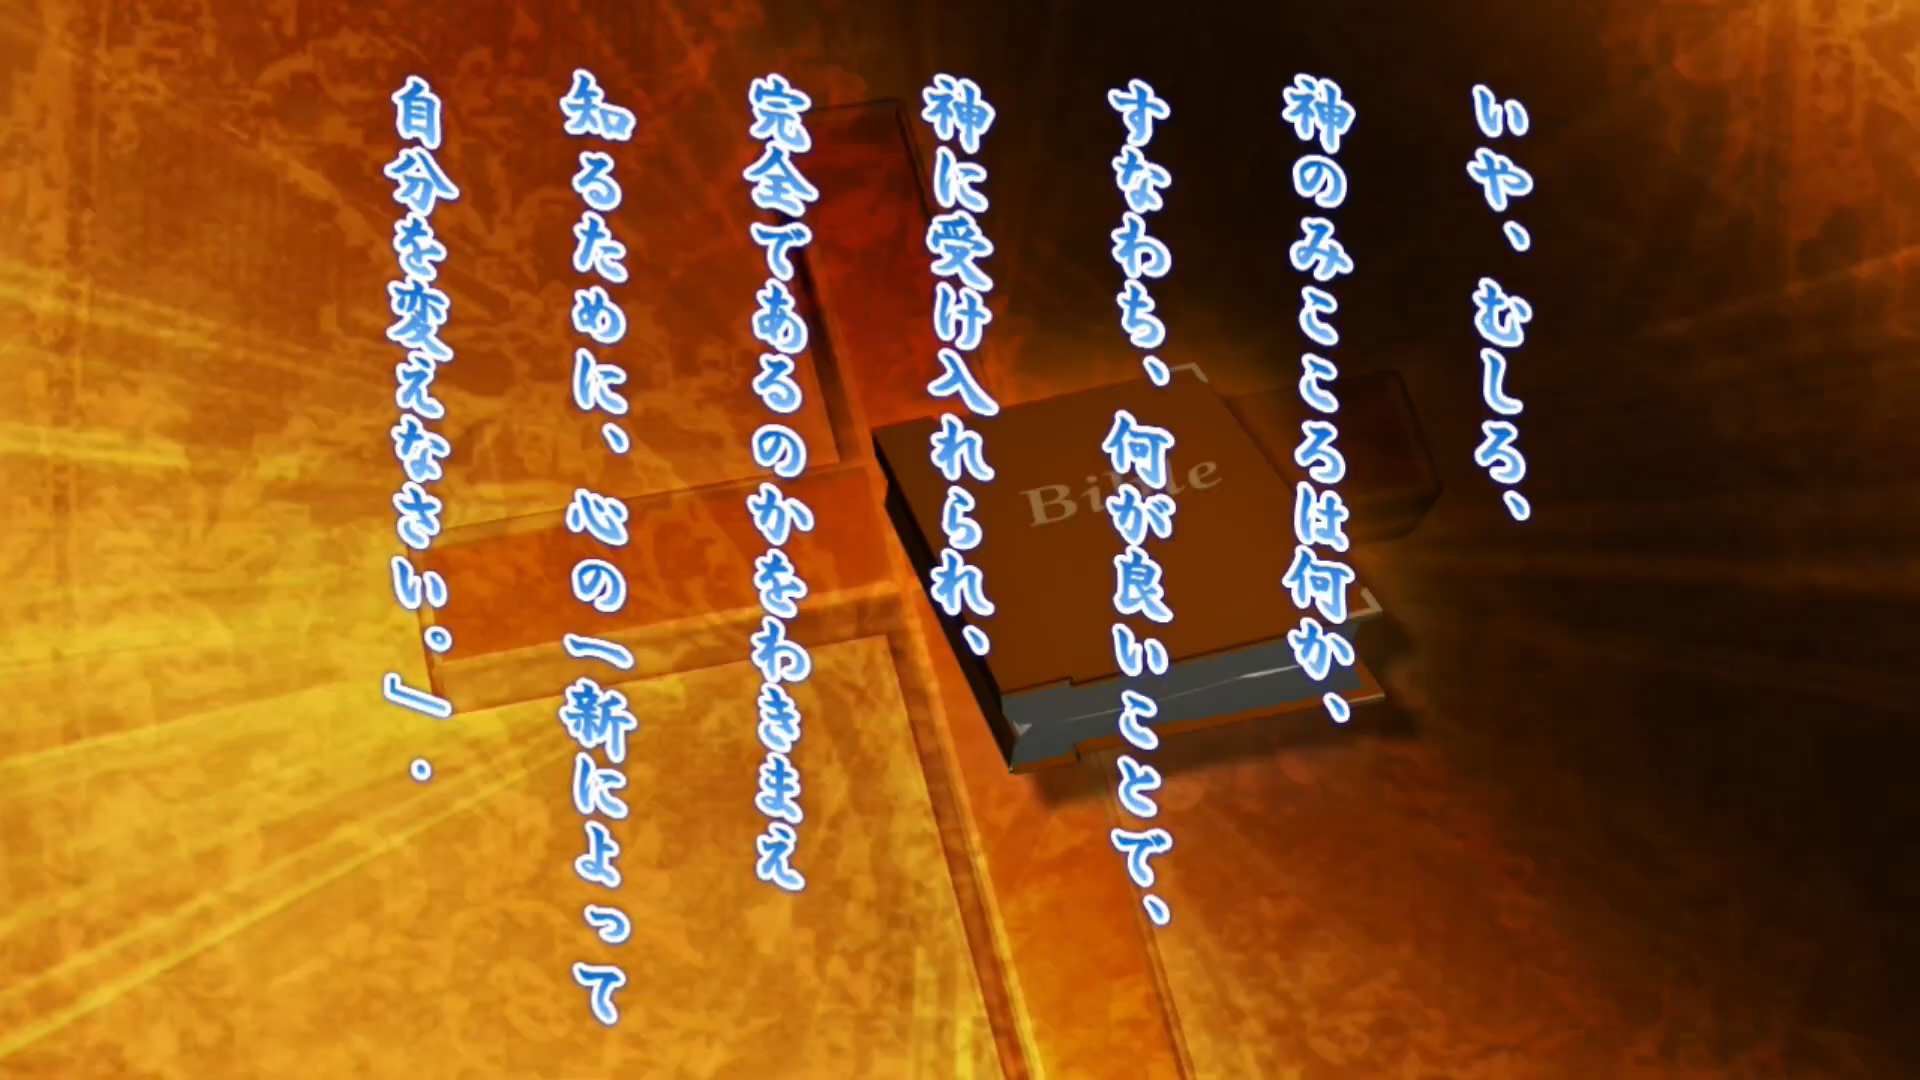 いや、むしろ、
神のみこころは何か、
すなわち、何が良いことで、
神に受け入れられ、
完全であるのかをわきまえ
知るために、心の一新によって
自分を変えなさい。」.
Bible